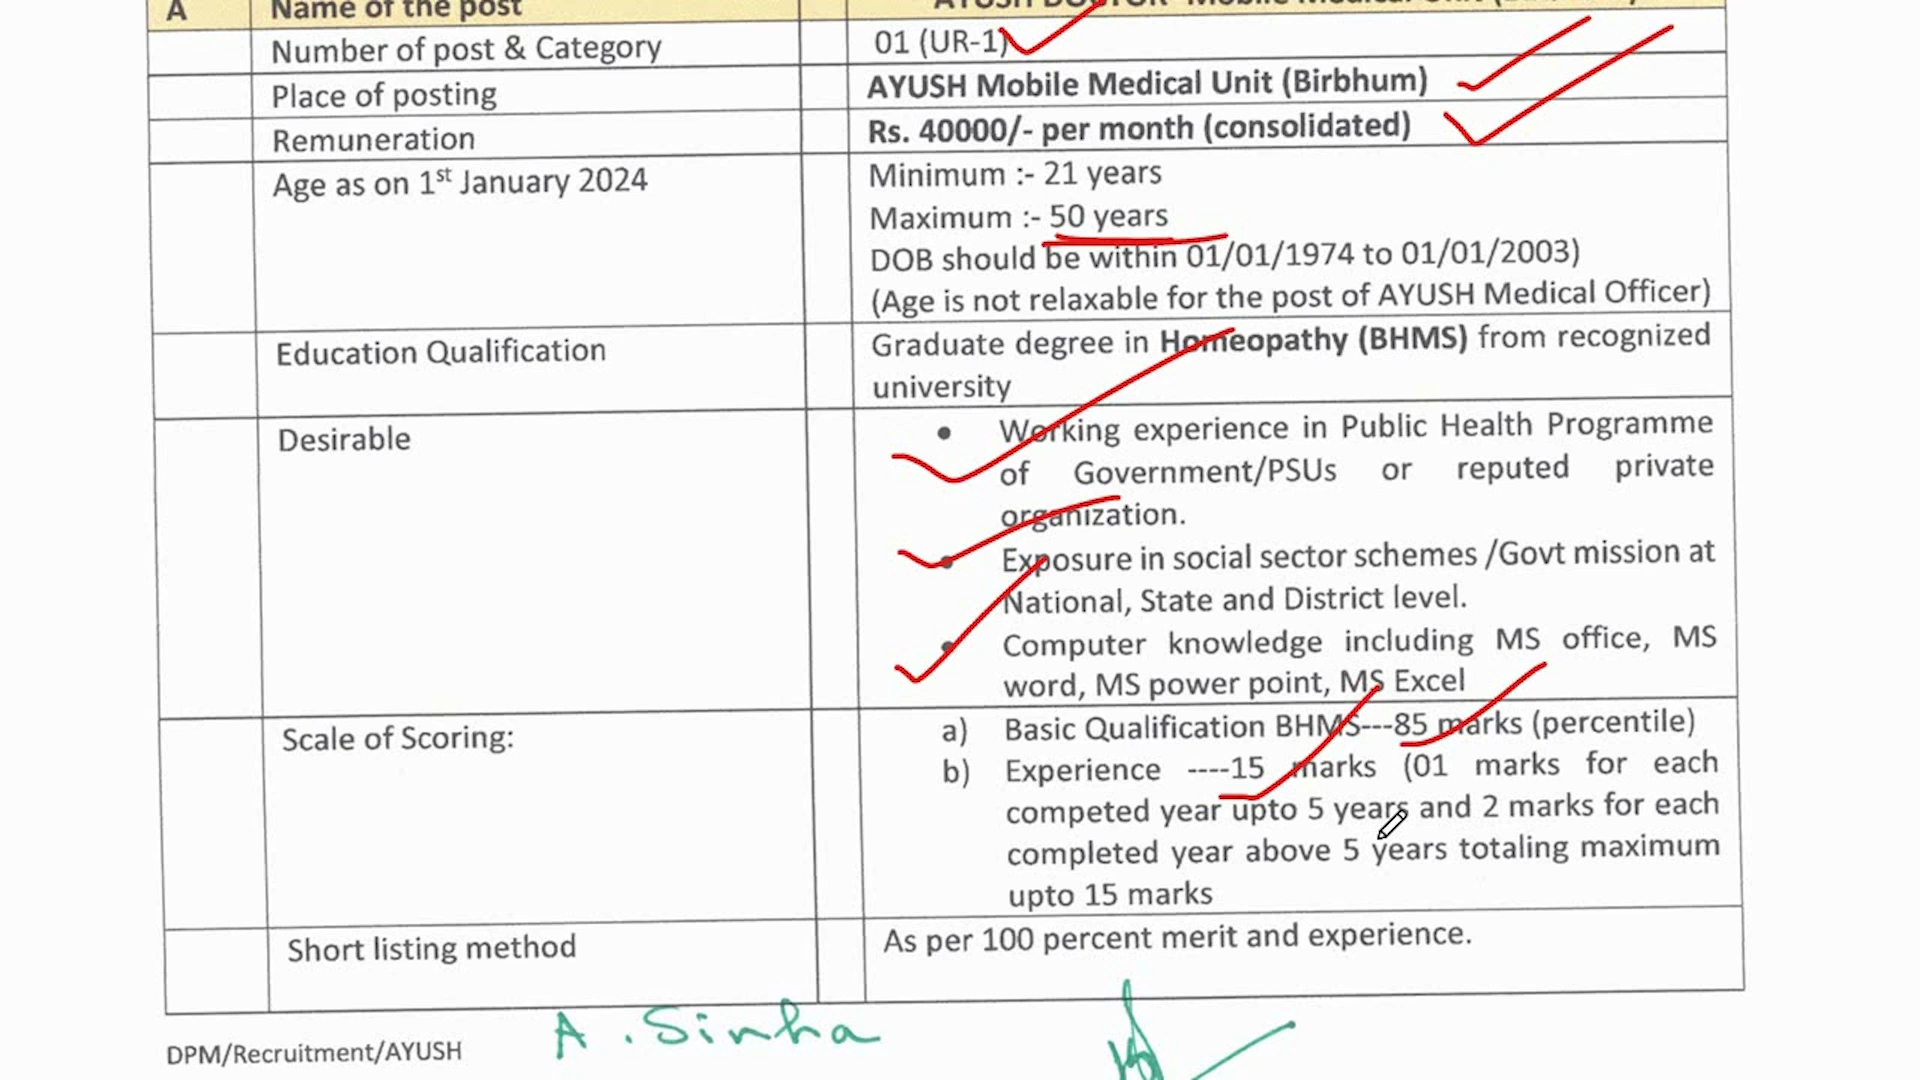 A Name of the post AYUSH DOCTOR Mobile Medical Unit
Number of post & Category 01 (UR-1)
Place of posting AYUSH Mobile Medical Unit (Birbhum)
Remuneration Rs. 40000/- per month (consolidated)
Age as on 1st January 2024 Minimum :- 21 years
Maximum :- 50 years
DOB should be within 01/01/1974 to 01/01/2003)
(Age is not relaxable for the post of AYUSH Medical Officer)
Education Qualification Graduate degree in Homeopathy (BHMS) from recognized
university
Desirable • Working experience in Public Health Programme
of Government/PSUs or reputed private
organization.
• Exposure in social sector schemes /Govt mission at
National, State and District level.
• Computer knowledge including MS office, MS
word, MS power point, MS Excel
Scale of Scoring: a) Basic Qualification BHMS---85 marks (percentile)
b) Experience ----15 marks (01 marks for each
competed year upto 5 years and 2 marks for each
completed year above 5 years totaling maximum
upto 15 marks
Short listing method As per 100 percent merit and experience.
A. Sinha
DPM/Recruitment/AYUSH